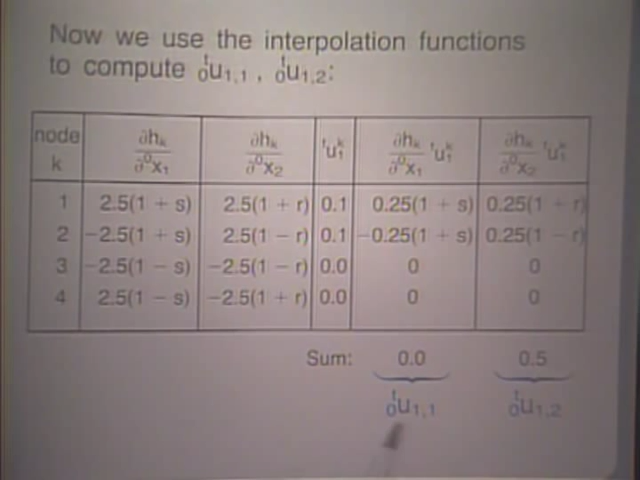 Now we use the interpolation functions
to compute ᵗ₀u₁,₁ , ᵗ₀u₁,₂:
node k | ∂hₖ/∂⁰x₁ | ∂hₖ/∂⁰x₂ | ᵗu₁ᵏ | ∂hₖ/∂⁰x₁ ᵗu₁ᵏ | ∂hₖ/∂⁰x₂ ᵗu₁ᵏ
1 | 2.5(1 + s) | 2.5(1 + r) | 0.1 | 0.25(1 + s) | 0.25(1 + r)
2 | −2.5(1 + s) | 2.5(1 − r) | 0.1 | −0.25(1 + s) | 0.25(1 − r)
3 | −2.5(1 − s) | −2.5(1 − r) | 0.0 | 0 | 0
4 | 2.5(1 − s) | −2.5(1 + r) | 0.0 | 0 | 0
Sum: 0.0 0.5
ᵗ₀u₁,₁ ᵗ₀u₁,₂